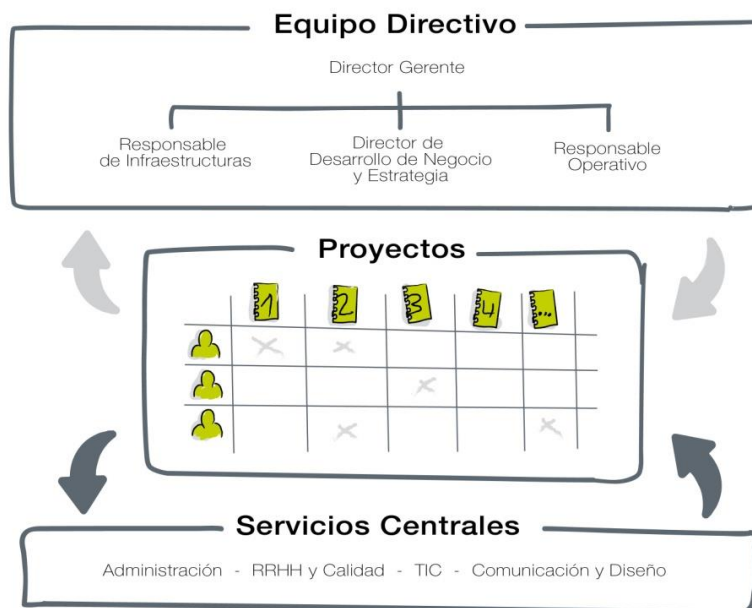 Equipo Directivo
Director Gerente
Responsable
de Infraestructuras
Director de
Desarrollo de Negocio
y Estrategia
Responsable
Operativo
Proyectos
1 2 3 4 ...
Servicios Centrales
Administración - RRHH y Calidad - TIC - Comunicación y Diseño